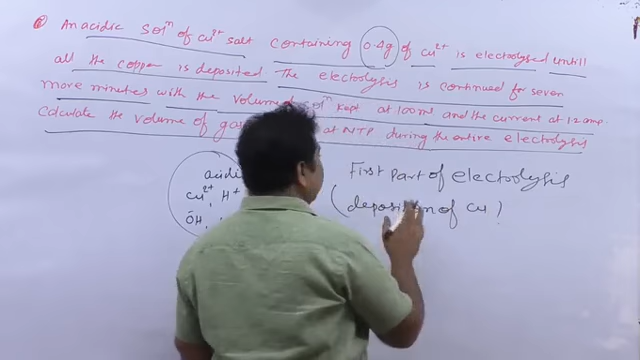 An acidic solⁿ of Cu²⁺ salt containing 0.4g of Cu²⁺ is electrolysed untill
all the copper is deposited. The electrolysis is continued for seven
more minutes with the volume of solⁿ kept at 100ml and the current at 1.2 amp.
Calculate the volume of at NTP during the entire electrolysis
First part of electrolysis
(deposition of Cu)
Cu²⁺, H⁺
OH,